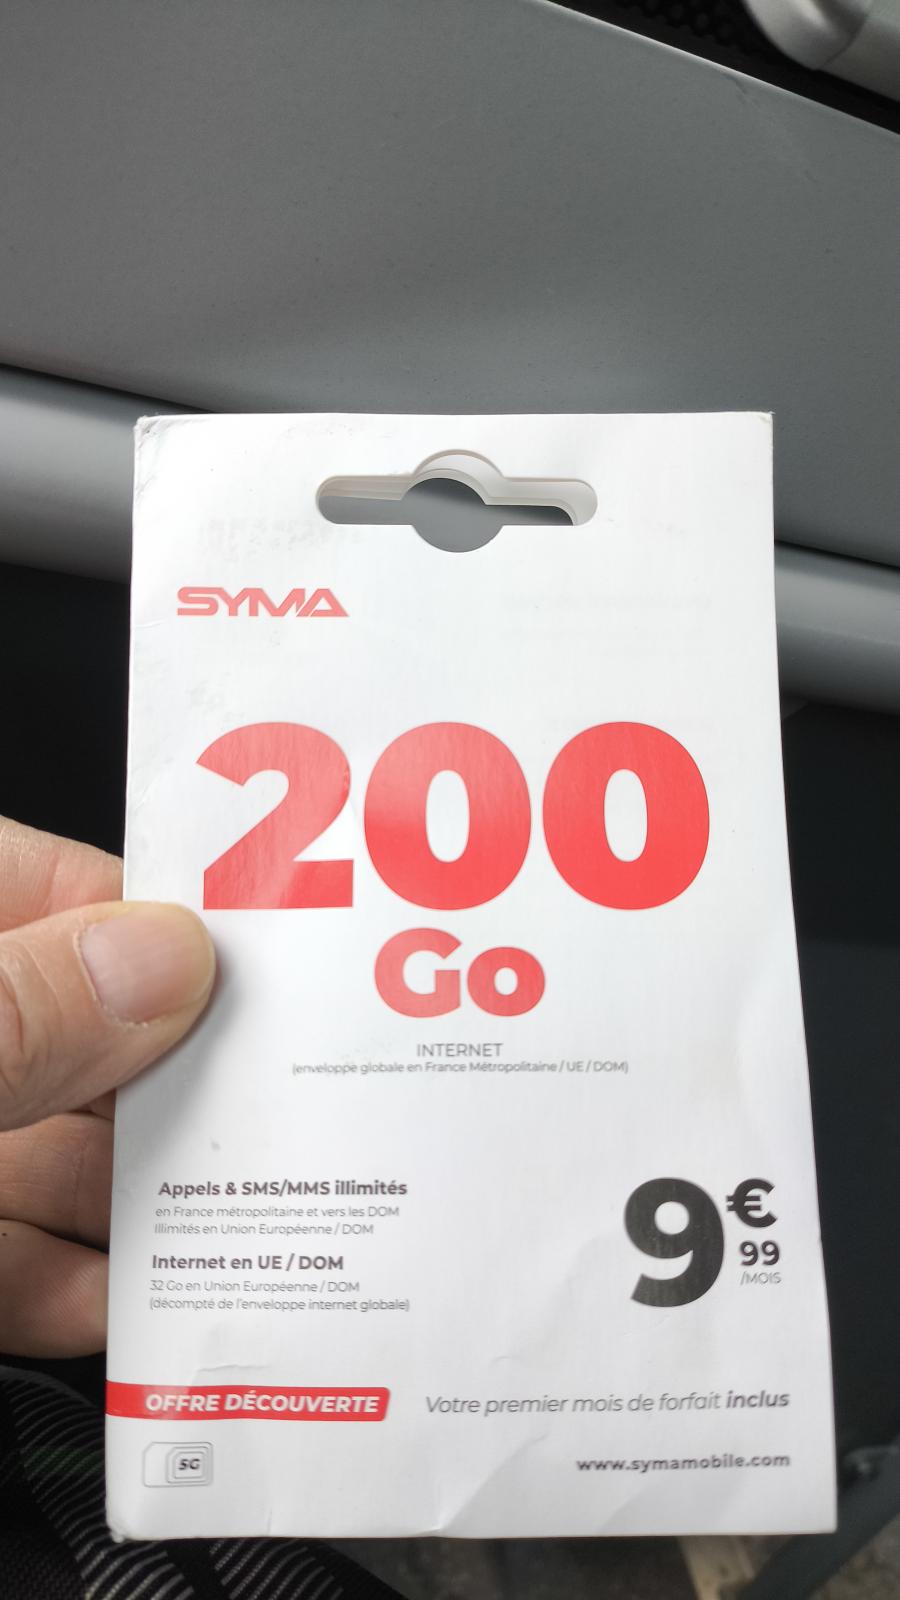 SYMA
200
Go
INTERNET
(enveloppe globale en France Métropolitaine / UE / DOM)
Appels & SMS/MMS illimités
en France métropolitaine et vers les DOM
Illimités en Union Européenne / DOM
Internet en UE / DOM
32 Go en Union Européenne / DOM
(décompté de l'enveloppe internet globale)
9€
99
/MOIS
OFFRE DÉCOUVERTE Votre premier mois de forfait inclus
5G
www.symamobile.com